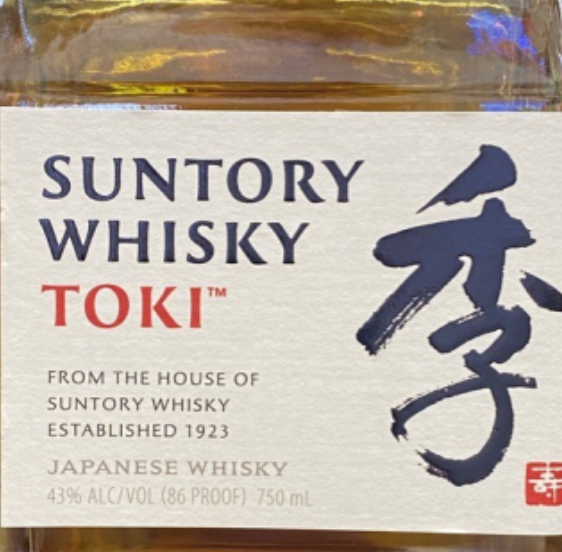 SUNTORY
WHISKY
TOKI™
FROM THE HOUSE OF
SUNTORY WHISKY
ESTABLISHED 1923
JAPANESE WHISKY
43% ALC/VOL (86 PROOF) 750 mL
季
寿